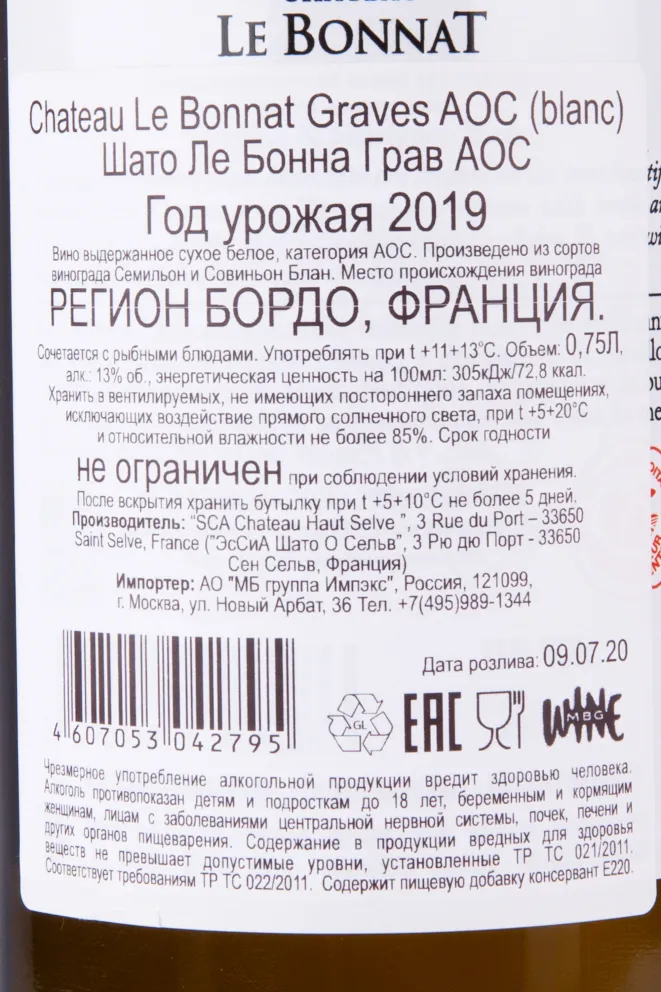 LE BONNAT
Chateau Le Bonnat Graves AOC (blanc)
Шато Ле Бонна Грав АОС
Год урожая 2019
Вино выдержанное сухое белое, категория АОС. Произведено из сортов
винограда Семильон и Совиньон Блан. Место происхождения винограда
РЕГИОН БОРДО, ФРАНЦИЯ.
Сочетается с рыбными блюдами. Употреблять при t +11+13°C. Объем: 0,75Л,
алк.: 13% об., энергетическая ценность на 100мл: 305кДж/72,8 ккал.
Хранить в вентилируемых, не имеющих постороннего запаха помещениях,
исключающих воздействие прямого солнечного света, при t +5+20°C
и относительной влажности не более 85%. Срок годности
не ограничен при соблюдении условий хранения.
После вскрытия хранить бутылку при t +5+10°C не более 5 дней.
Производитель: “SCA Chateau Haut Selve ”, 3 Rue du Port – 33650
Saint Selve, France (”ЭсСиА Шато О Сельв”, 3 Рю дю Порт - 33650
Сен Сельв, Франция)
Импортер: АО "МБ группа Импэкс", Россия, 121099,
г. Москва, ул. Новый Арбат, 36 Тел. +7(495)989-1344
Дата розлива: 09.07.20
4 607053 042795
GL
EAC
WINE
MBG
Чрезмерное употребление алкогольной продукции вредит здоровью человека.
Алкоголь противопоказан детям и подросткам до 18 лет, беременным и кормящим
женщинам, лицам с заболеваниями центральной нервной системы, почек, печени и
других органов пищеварения. Содержание в продукции вредных для здоровья
веществ не превышает допустимые уровни, установленные ТР ТС 021/2011.
Соответствует требованиям ТР ТС 022/2011. Содержит пищевую добавку консервант Е220.